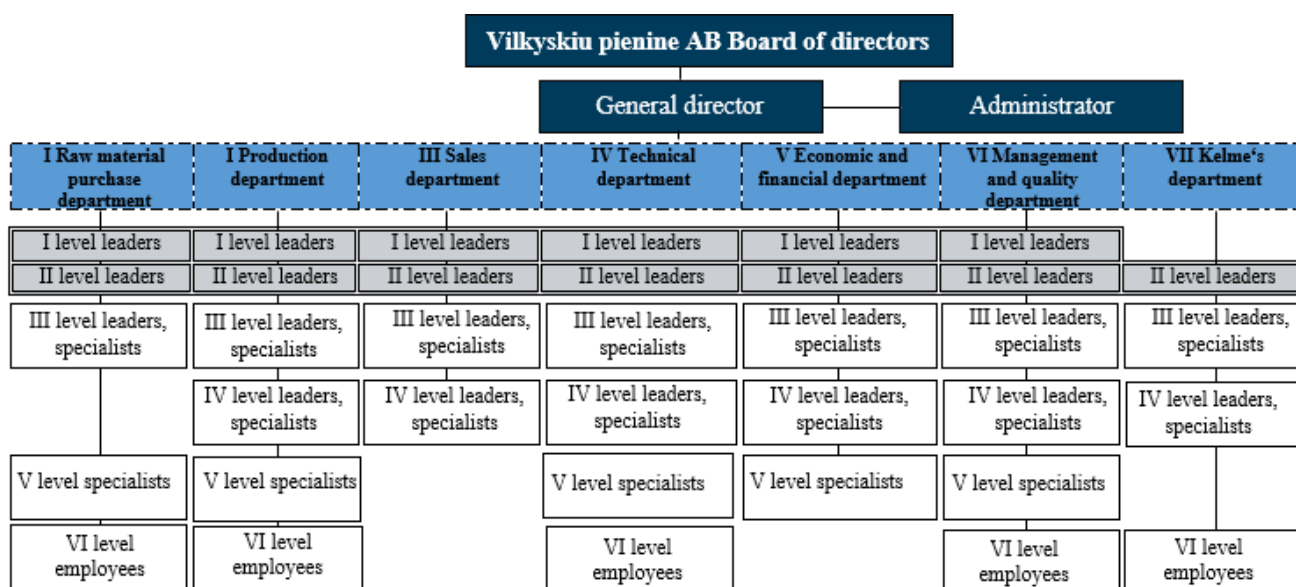 Vilkyskiu pienine AB Board of directors
General director
Administrator
I Raw material
purchase
department
I Production
department
III Sales
department
IV Technical
department
V Economic and
financial department
VI Management
and quality
department
VII Kelme‘s
department
I level leaders
I level leaders
I level leaders
I level leaders
I level leaders
I level leaders
II level leaders
II level leaders
II level leaders
II level leaders
II level leaders
II level leaders
II level leaders
III level leaders,
specialists
III level leaders,
specialists
III level leaders,
specialists
III level leaders,
specialists
III level leaders,
specialists
III level leaders,
specialists
III level leaders,
specialists
IV level leaders,
specialists
IV level leaders,
specialists
IV level leaders,
specialists
IV level leaders,
specialists
IV level leaders,
specialists
IV level leaders,
specialists
V level specialists
V level specialists
V level specialists
V level specialists
V level specialists
VI level
employees
VI level
employees
VI level
employees
VI level
employees
VI level
employees